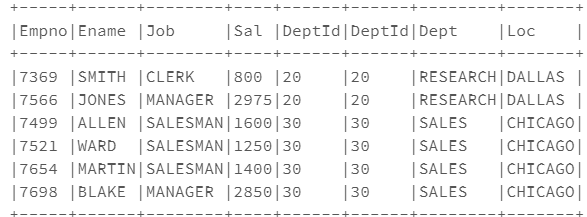 +-----+------+--------+----+------+------+--------+-------+
|Empno|Ename |Job     |Sal |DeptId|DeptId|Dept    |Loc    |
+-----+------+--------+----+------+------+--------+-------+
|7369 |SMITH |CLERK   |800 |20    |20    |RESEARCH|DALLAS |
|7566 |JONES |MANAGER |2975|20    |20    |RESEARCH|DALLAS |
|7499 |ALLEN |SALESMAN|1600|30    |30    |SALES   |CHICAGO|
|7521 |WARD  |SALESMAN|1250|30    |30    |SALES   |CHICAGO|
|7654 |MARTIN|SALESMAN|1400|30    |30    |SALES   |CHICAGO|
|7698 |BLAKE |MANAGER |2850|30    |30    |SALES   |CHICAGO|
+-----+------+--------+----+------+------+--------+-------+